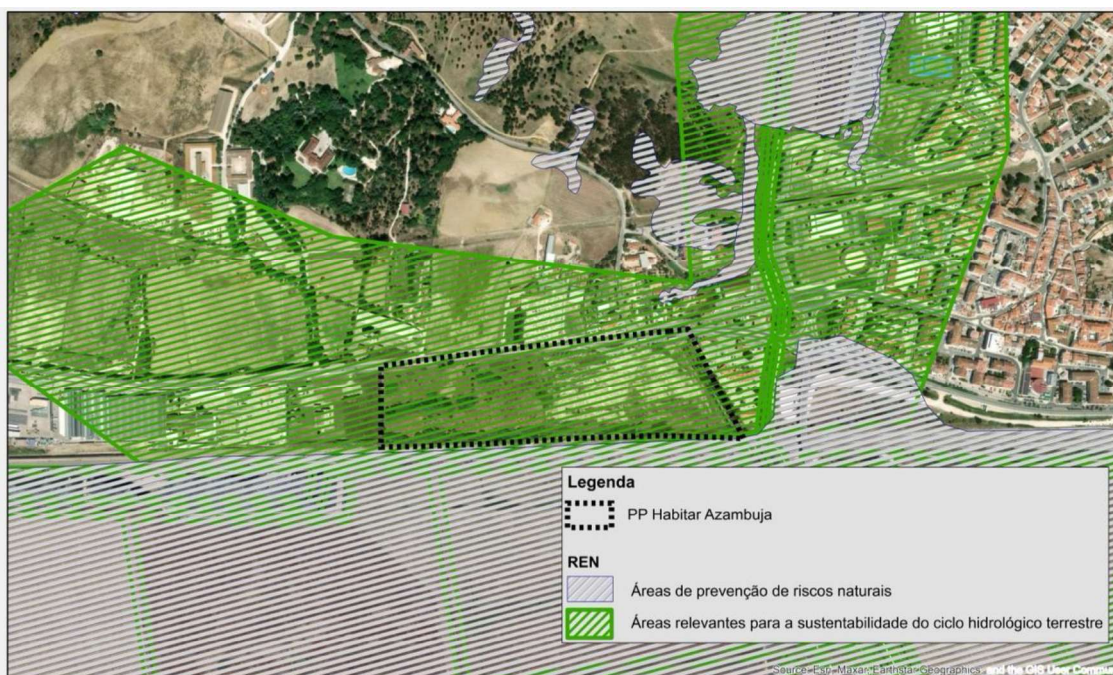 Legenda
PP Habitar Azambuja
REN
Áreas de prevenção de riscos naturais
Áreas relevantes para a sustentabilidade do ciclo hidrológico terrestre
Source: Esri, Maxar, Earthstar Geographics, and the GIS User Commu